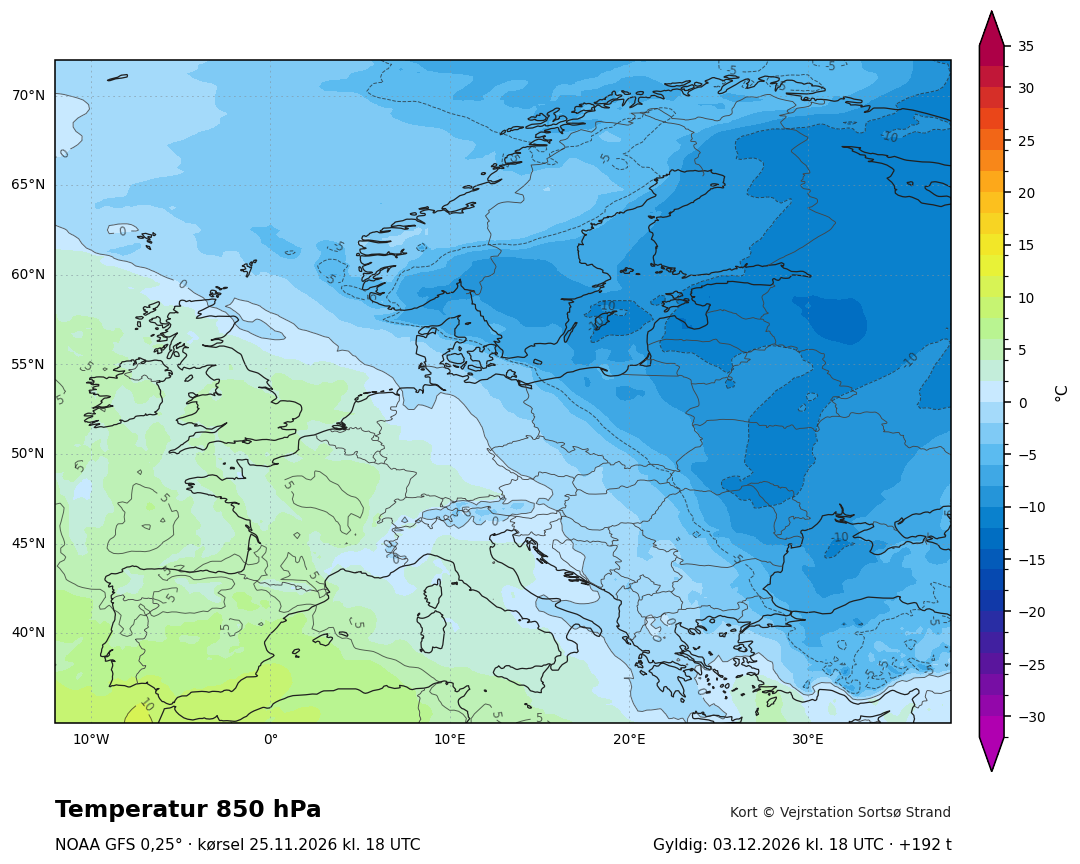 70°N
65°N
60°N
55°N
50°N
45°N
40°N
10°W
0°
10°E
20°E
30°E
35
30
25
20
15
10
5
0
−5
−10
−15
−20
−25
−30
°C
Temperatur 850 hPa
Kort © Vejrstation Sortsø Strand
NOAA GFS 0,25° · kørsel 25.11.2026 kl. 18 UTC
Gyldig: 03.12.2026 kl. 18 UTC · +192 t